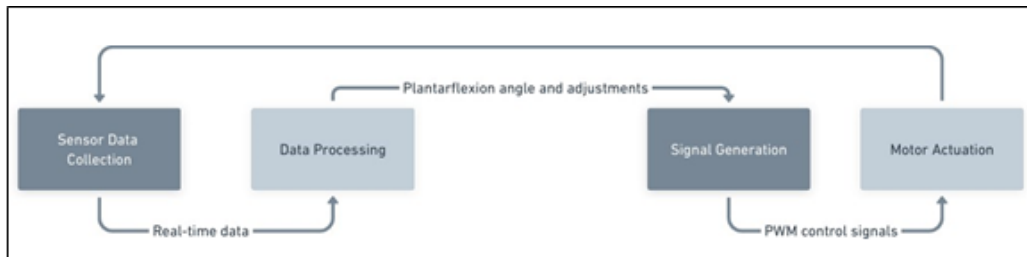 Plantarflexion angle and adjustments
Sensor Data
Collection
Data Processing
Signal Generation
Motor Actuation
Real-time data
PWM control signals